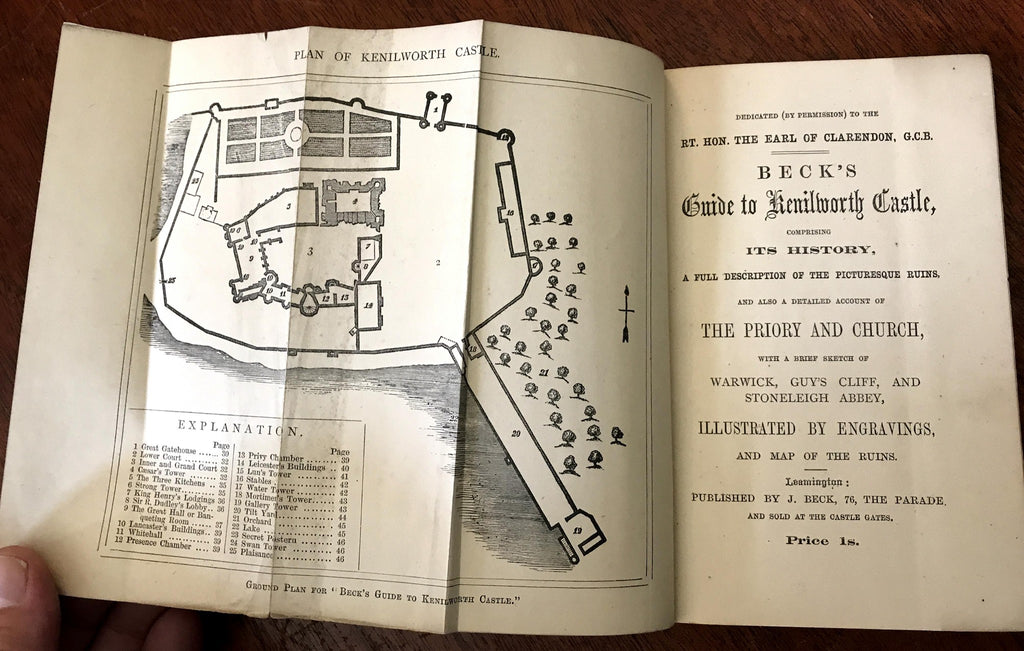 PLAN OF KENILWORTH CASTLE.
EXPLANATION.
Page
1 Great Gatehouse ...... 30
2 Lower Court .......... 32
3 Inner and Grand Court 32
4 Cæsar's Tower ........ 32
5 The Three Kitchens .. 35
6 Strong Tower ........ 35
7 King Henry's Lodgings 36
8 Sir R. Dudley's Lobby.. 36
9 The Great Hall or Ban-
queting Room ...... 37
10 Lancaster's Buildings.. 39
11 Whitehall .......... 39
12 Presence Chamber .... 39
Page
13 Privy Chamber ........ 39
14 Leicester's Buildings .. 40
15 Lun's Tower .......... 41
16 Stables .............. 42
17 Water Tower .......... 42
18 Mortimer's Tower...... 43
19 Gallery Tower ........ 43
20 Tilt Yard............. 44
21 Orchard .............. 45
22 Lake ................. 45
23 Secret Postern ....... 46
24 Swan Tower ........... 46
25 Plaisance............. 46
GROUND PLAN FOR "BECK'S GUIDE TO KENILWORTH CASTLE."
DEDICATED (BY PERMISSION) TO THE
RT. HON. THE EARL OF CLARENDON, G.C.B.
BECK'S
Guide to Kenilworth Castle,
COMPRISING
ITS HISTORY,
A FULL DESCRIPTION OF THE PICTURESQUE RUINS,
AND ALSO A DETAILED ACCOUNT OF
THE PRIORY AND CHURCH,
WITH A BRIEF SKETCH OF
WARWICK, GUY'S CLIFF, AND
STONELEIGH ABBEY,
ILLUSTRATED BY ENGRAVINGS,
AND MAP OF THE RUINS.
Leamington:
PUBLISHED BY J. BECK, 76, THE PARADE,
AND SOLD AT THE CASTLE GATES.
Price 1s.